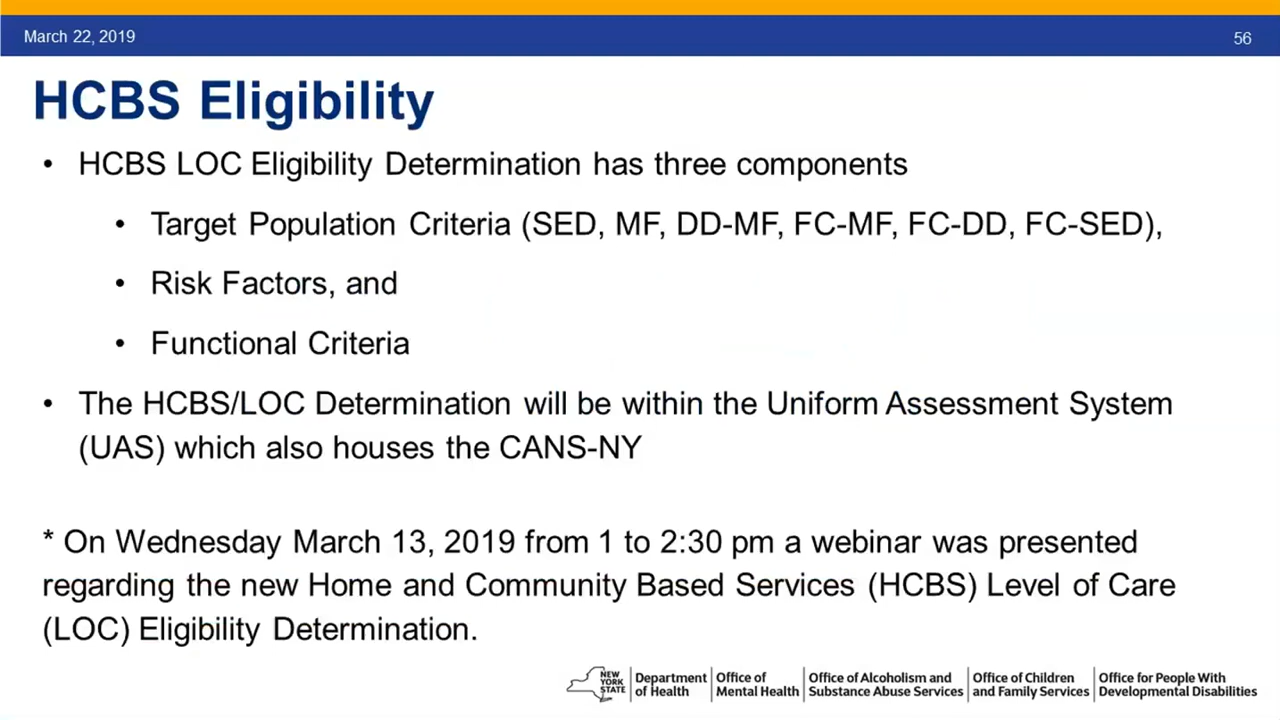 March 22, 2019
56
HCBS Eligibility
• HCBS LOC Eligibility Determination has three components
• Target Population Criteria (SED, MF, DD-MF, FC-MF, FC-DD, FC-SED),
• Risk Factors, and
• Functional Criteria
• The HCBS/LOC Determination will be within the Uniform Assessment System
(UAS) which also houses the CANS-NY
* On Wednesday March 13, 2019 from 1 to 2:30 pm a webinar was presented
regarding the new Home and Community Based Services (HCBS) Level of Care
(LOC) Eligibility Determination.
NEW
YORK
STATE
Department
of Health
Office of
Mental Health
Office of Alcoholism and
Substance Abuse Services
Office of Children
and Family Services
Office for People With
Developmental Disabilities